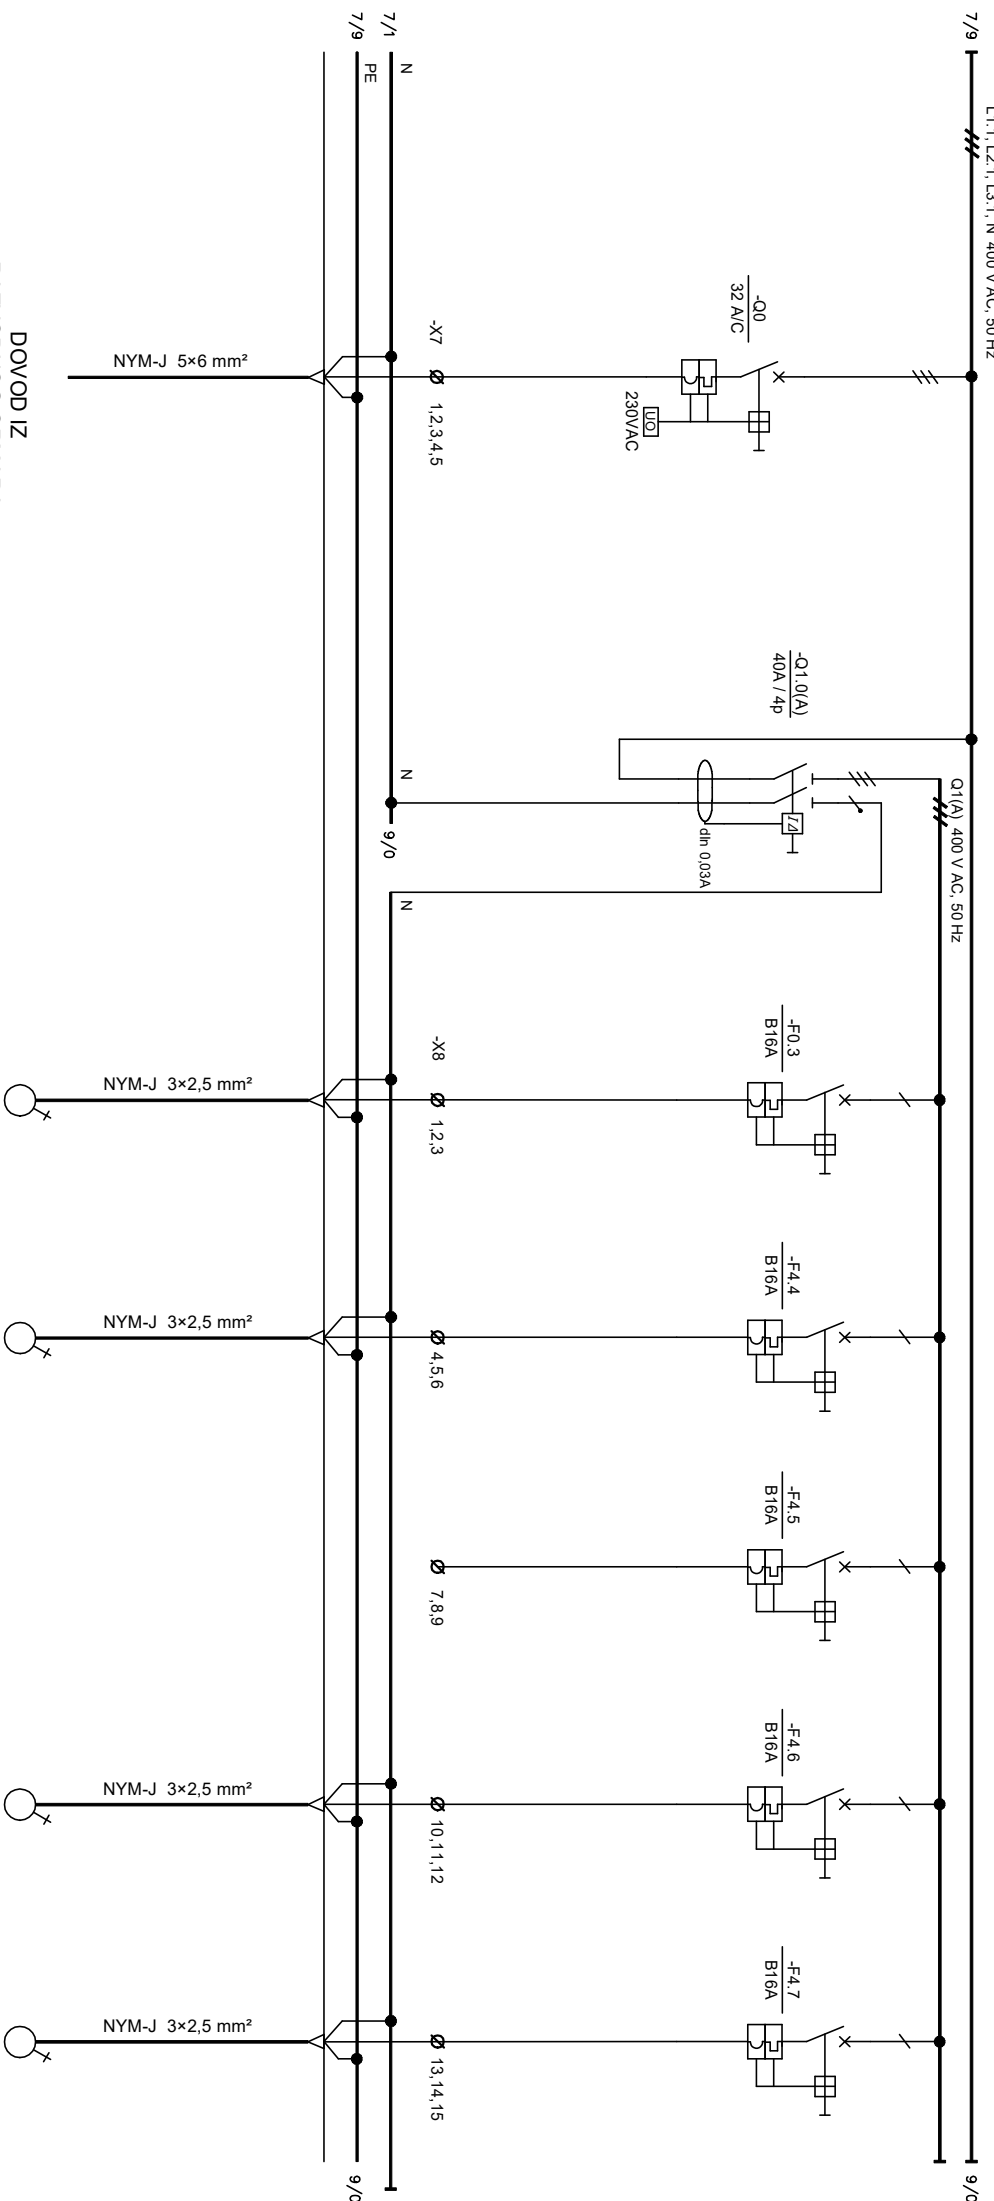 7/9
L1.1, L2.1, L3.1, N 400 V AC, 50 Hz
9/0
Q1(A) 400 V AC, 50 Hz
-Q0
32 A/C
UO
230VAC
-Q1.0(A)
40A / 4p
I∆
dIn 0,03A
-F0.3
B16A
-F4.4
B16A
-F4.5
B16A
-F4.6
B16A
-F4.7
B16A
-X7
1,2,3,4,5
-X8
1,2,3
4,5,6
7,8,9
10,11,12
13,14,15
7/1
N
N
9/0
N
7/9
PE
9/0
NYM-J 5×6 mm²
NYM-J 3×2,5 mm²
NYM-J 3×2,5 mm²
NYM-J 3×2,5 mm²
NYM-J 3×2,5 mm²
DOVOD IZ